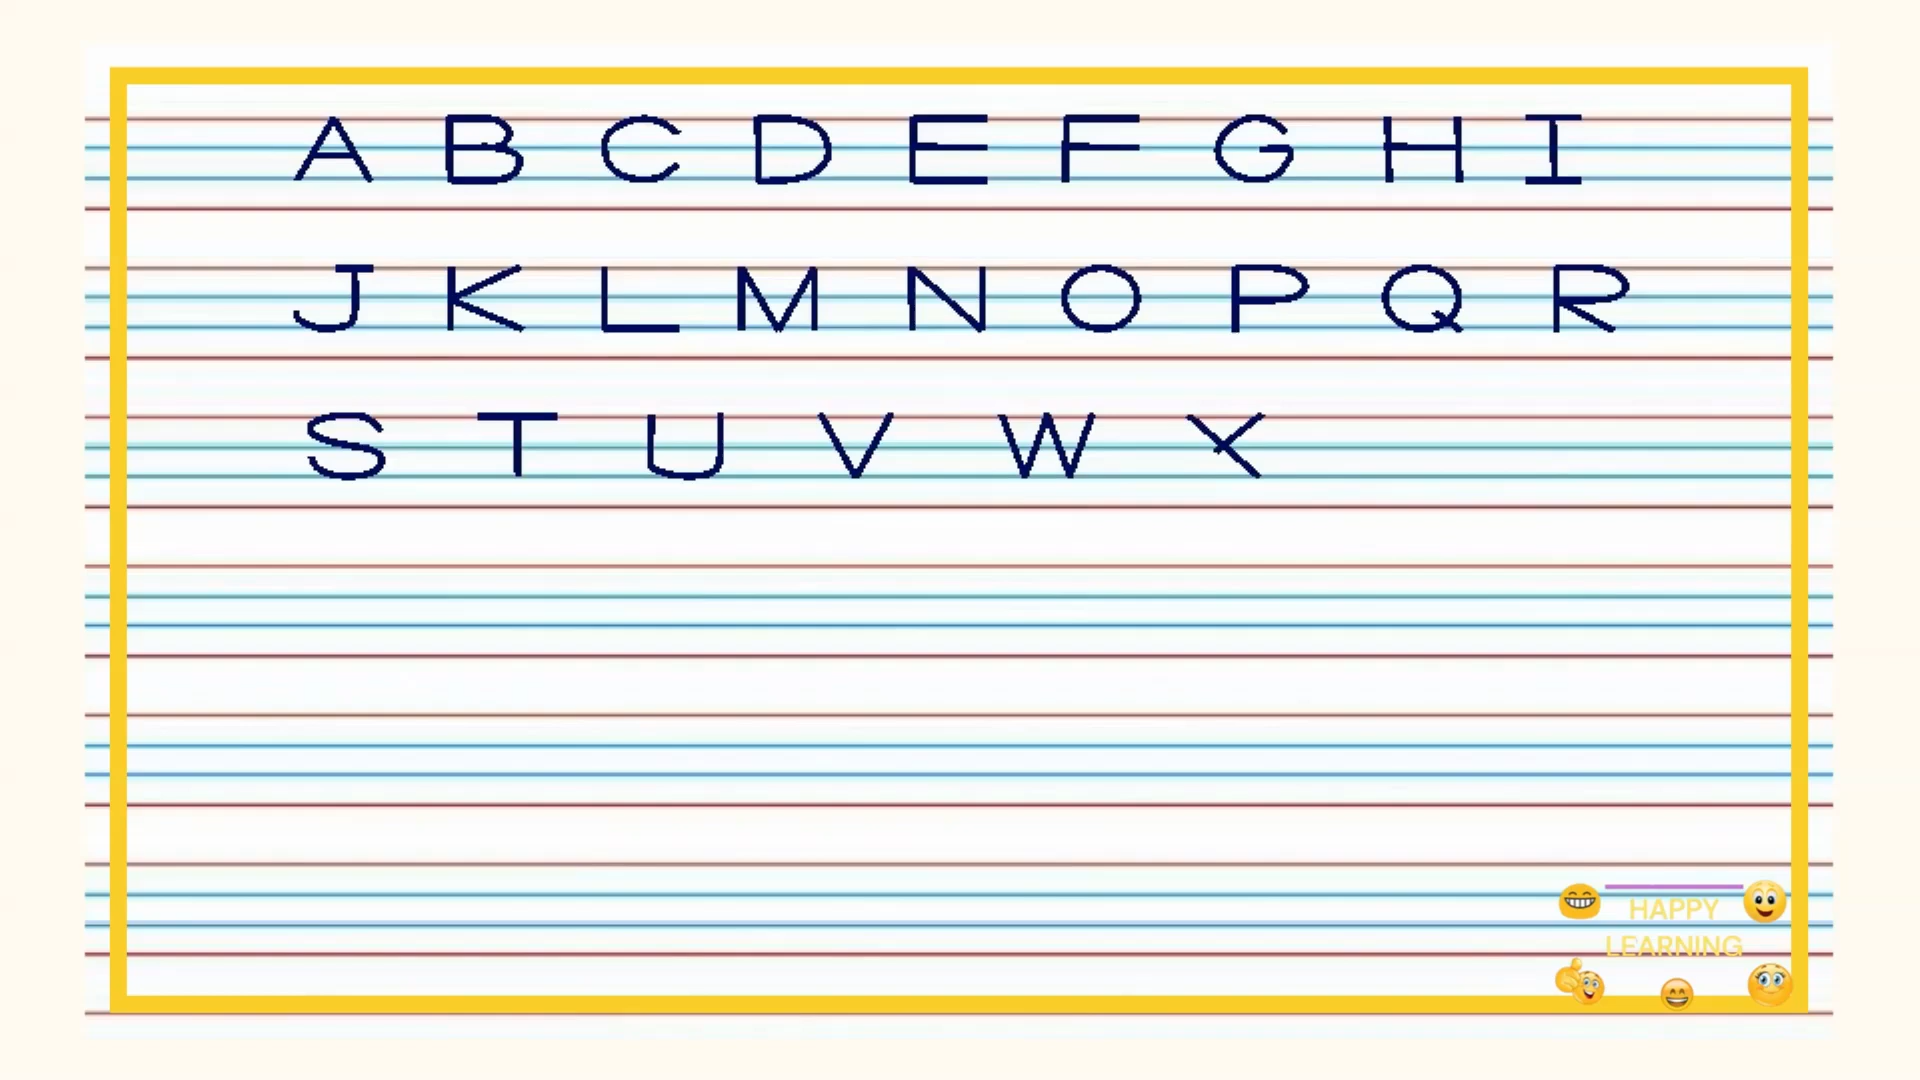 A B C D E F G H I
J K L M N O P Q R
S T U V W X
HAPPY
LEARNING